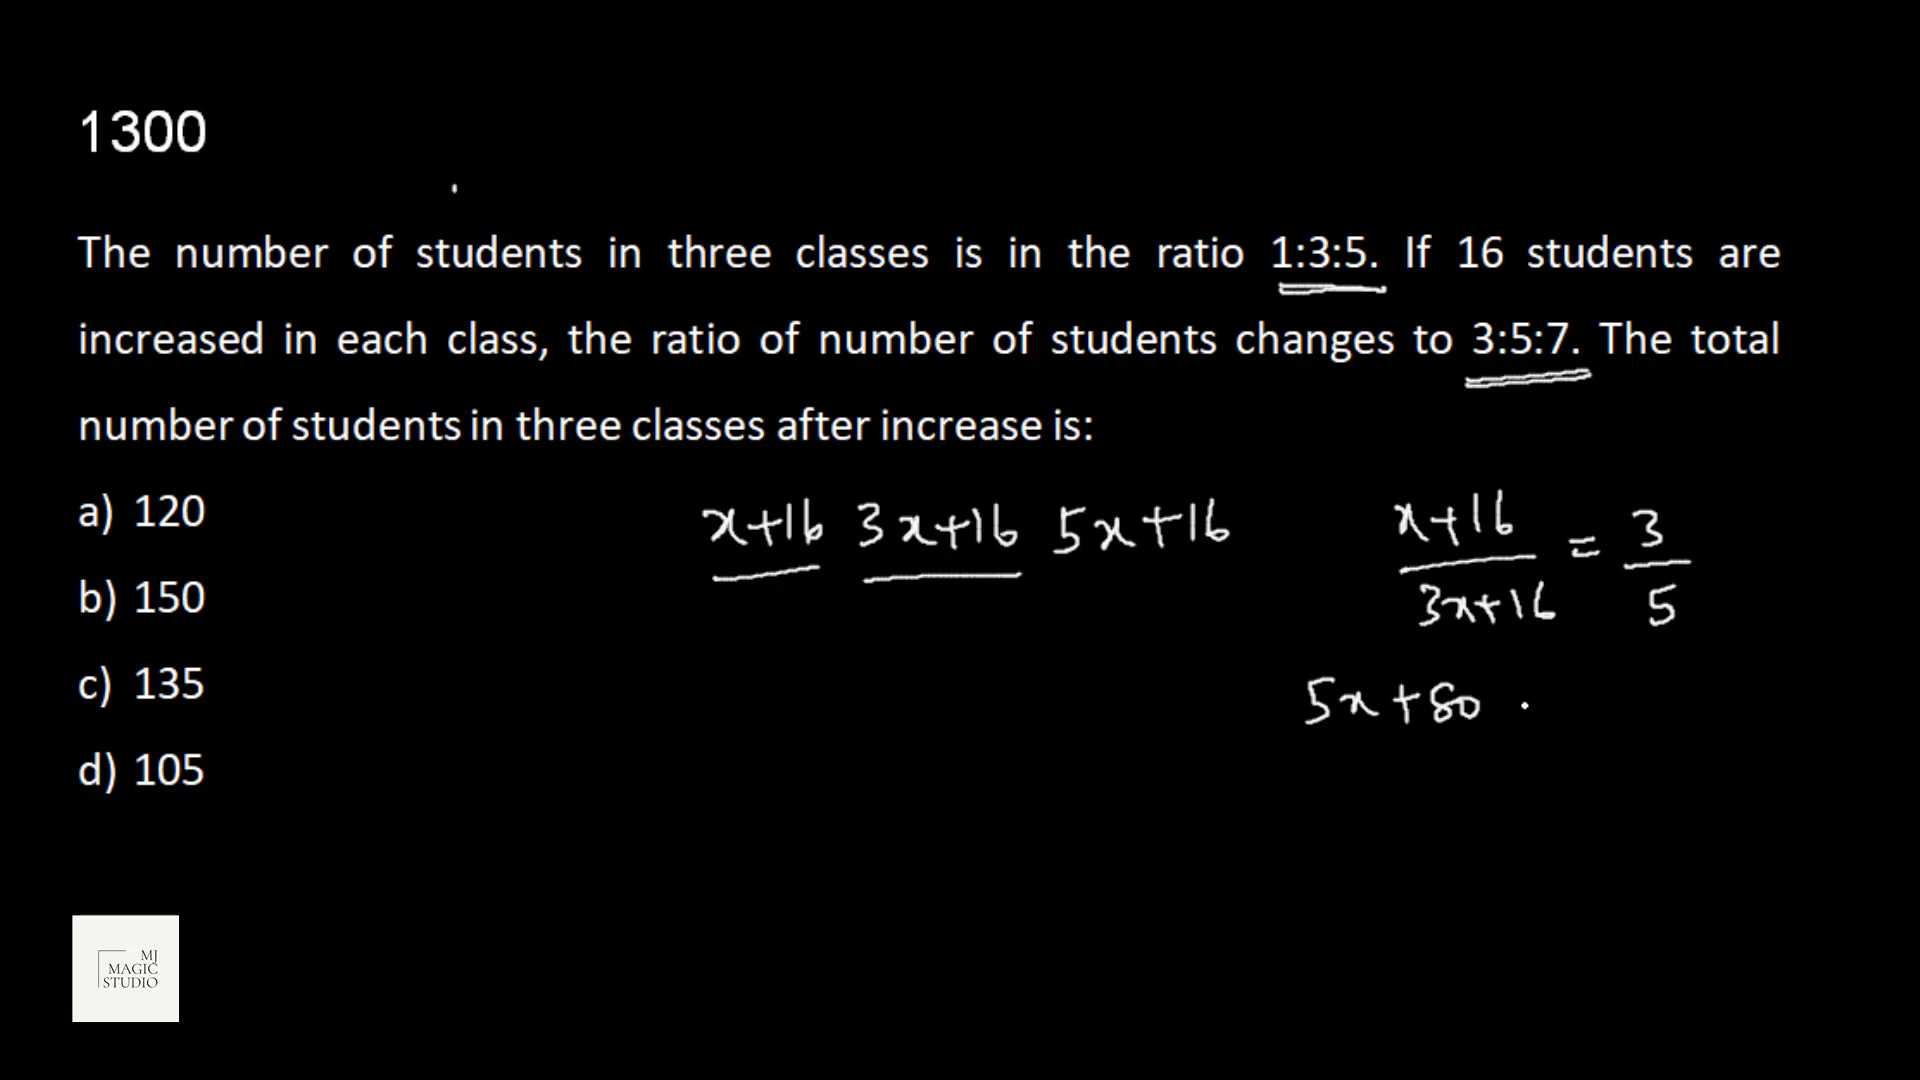 1300
The number of students in three classes is in the ratio 1:3:5. If 16 students are
increased in each class, the ratio of number of students changes to 3:5:7. The total
number of students in three classes after increase is:
a) 120
b) 150
c) 135
d) 105
x+16 3x+16 5x+16
x+16
3x+16
=
3
5
5x+80
MJ
MAGIC
STUDIO